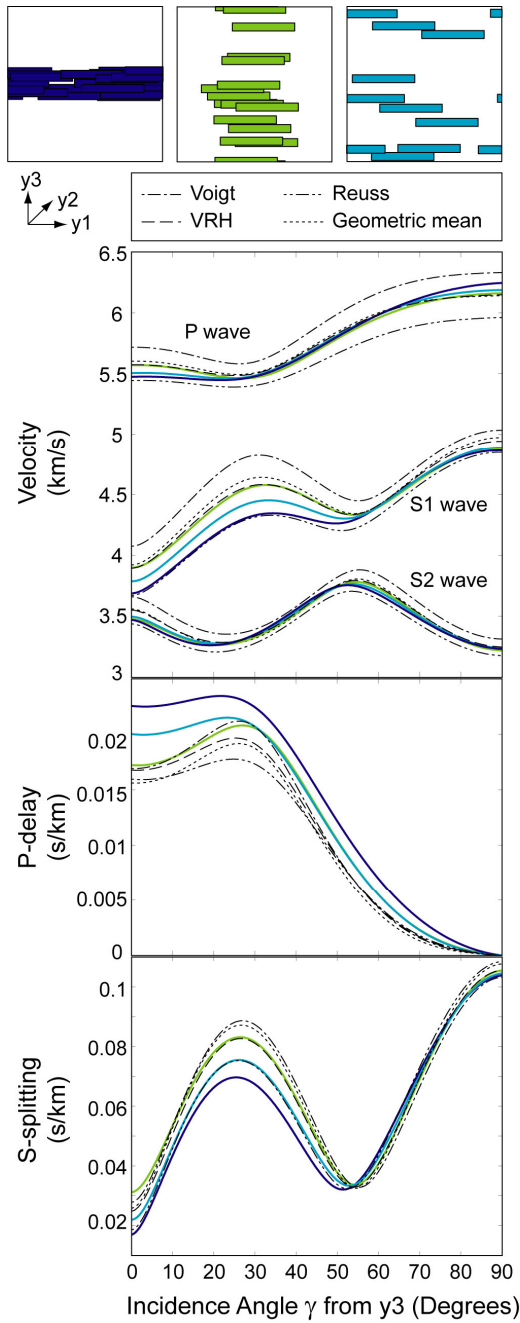 y3
y2
y1
Voigt
Reuss
VRH
Geometric mean
6.5
6
5.5
5
4.5
4
3.5
3
Velocity
(km/s)
P wave
S1 wave
S2 wave
0.02
0.015
0.01
0.005
0
P-delay
(s/km)
0.1
0.08
0.06
0.04
0.02
S-splitting
(s/km)
0 10 20 30 40 50 60 70 80 90
Incidence Angle γ from y3 (Degrees)